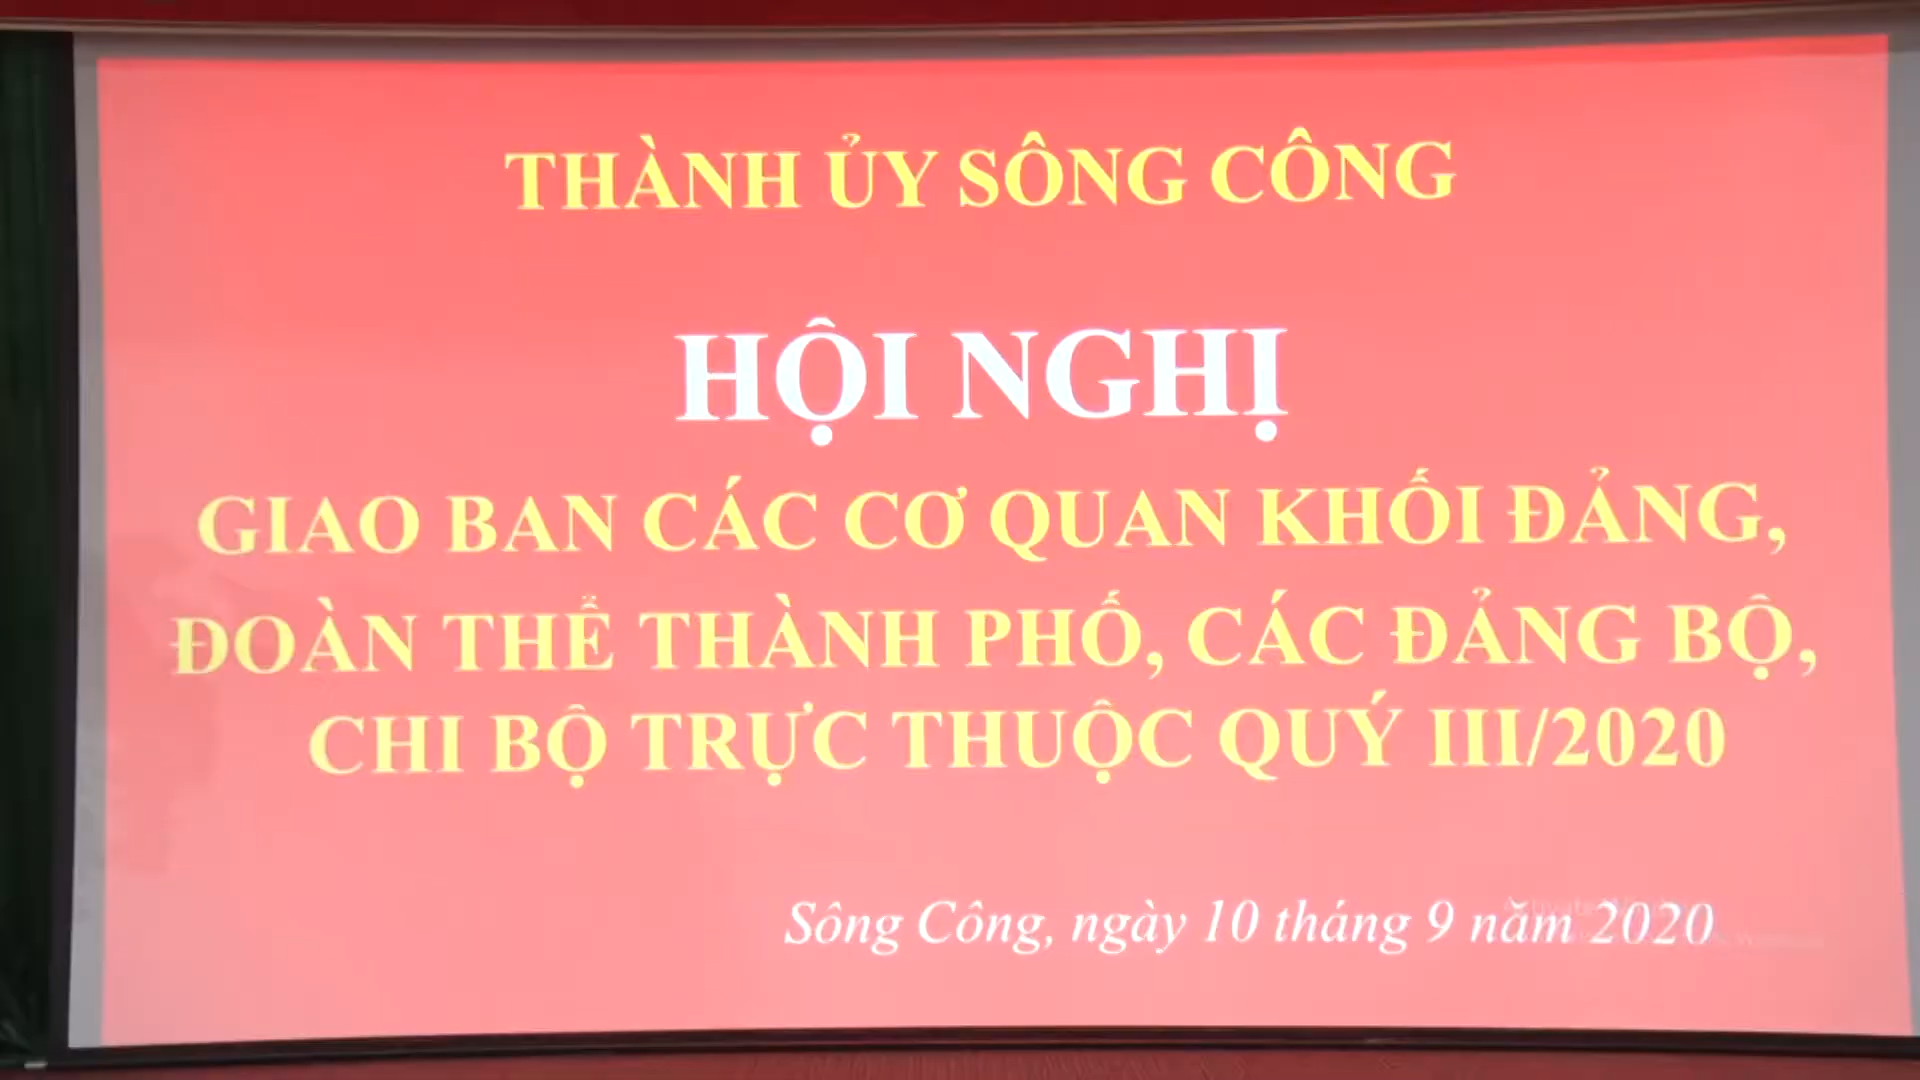 THÀNH ỦY SÔNG CÔNG
HỘI NGHỊ
GIAO BAN CÁC CƠ QUAN KHỐI ĐẢNG,
ĐOÀN THỂ THÀNH PHỐ, CÁC ĐẢNG BỘ,
CHI BỘ TRỰC THUỘC QUÝ III/2020
Sông Công, ngày 10 tháng 9 năm 2020